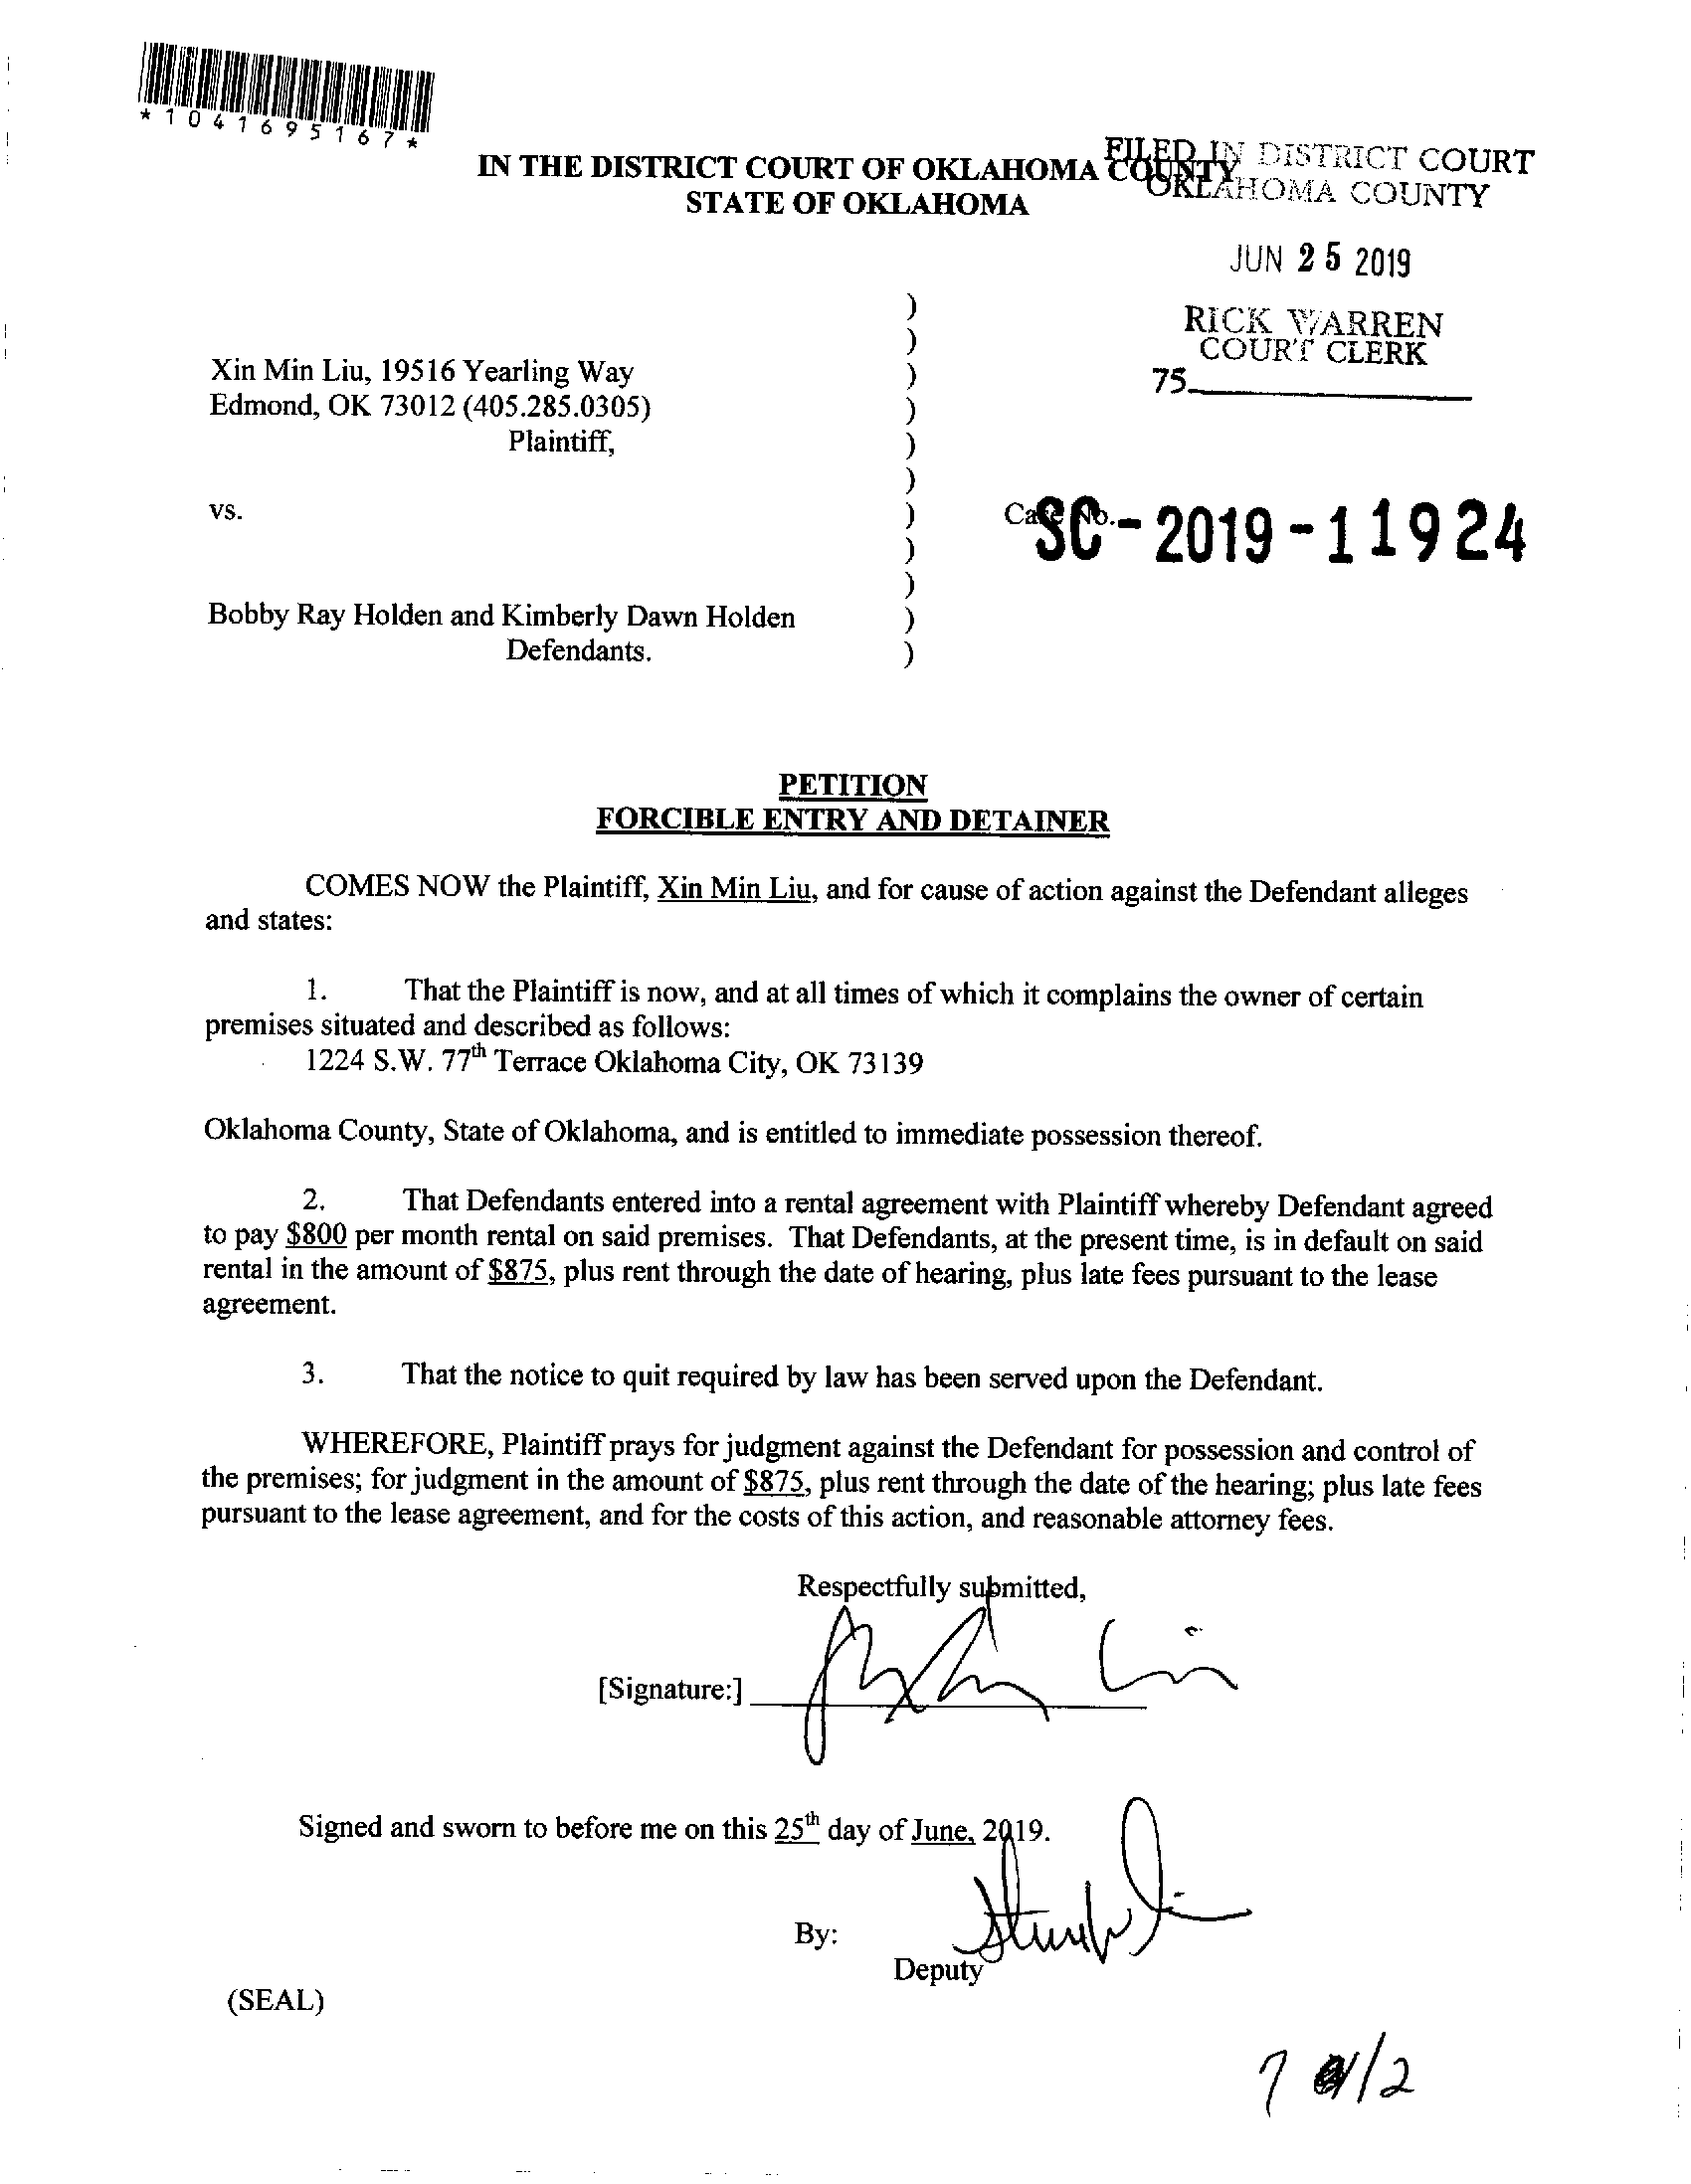 *1041695167*
IN THE DISTRICT COURT OF OKLAHOMA COUNTY
STATE OF OKLAHOMA
FILED IN DISTRICT COURT
OKLAHOMA COUNTY
JUN 25 2019
RICK WARREN
COURT CLERK
75
)
)
Xin Min Liu, 19516 Yearling Way )
Edmond, OK 73012 (405.285.0305) )
Plaintiff, )
)
vs. ) Case No. SC-2019-11924
)
)
Bobby Ray Holden and Kimberly Dawn Holden )
Defendants. )
PETITION
FORCIBLE ENTRY AND DETAINER
COMES NOW the Plaintiff, Xin Min Liu, and for cause of action against the Defendant alleges
and states:
1. That the Plaintiff is now, and at all times of which it complains the owner of certain
premises situated and described as follows:
1224 S.W. 77th Terrace Oklahoma City, OK 73139
Oklahoma County, State of Oklahoma, and is entitled to immediate possession thereof.
2. That Defendants entered into a rental agreement with Plaintiff whereby Defendant agreed
to pay $800 per month rental on said premises. That Defendants, at the present time, is in default on said
rental in the amount of $875, plus rent through the date of hearing, plus late fees pursuant to the lease
agreement.
3. That the notice to quit required by law has been served upon the Defendant.
WHEREFORE, Plaintiff prays for judgment against the Defendant for possession and control of
the premises; for judgment in the amount of $875, plus rent through the date of the hearing; plus late fees
pursuant to the lease agreement, and for the costs of this action, and reasonable attorney fees.
Respectfully submitted,
[Signature:]
Signed and sworn to before me on this 25th day of June, 2019.
By:
Deputy
(SEAL)